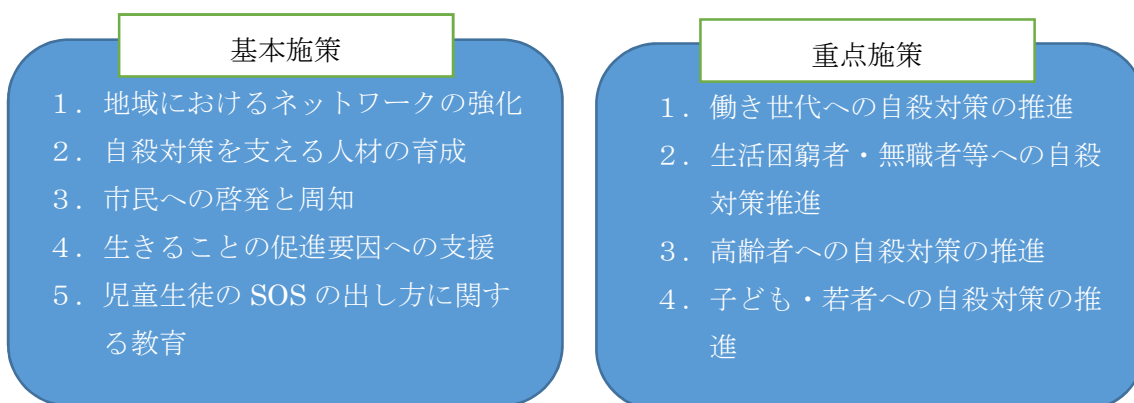 基本施策
１．地域におけるネットワークの強化
２．自殺対策を支える人材の育成
３．市民への啓発と周知
４．生きることの促進要因への支援
５．児童生徒の SOS の出し方に関す
る教育
重点施策
１．働き世代への自殺対策の推進
２．生活困窮者・無職者等への自殺
対策推進
３．高齢者への自殺対策の推進
４．子ども・若者への自殺対策の推
進